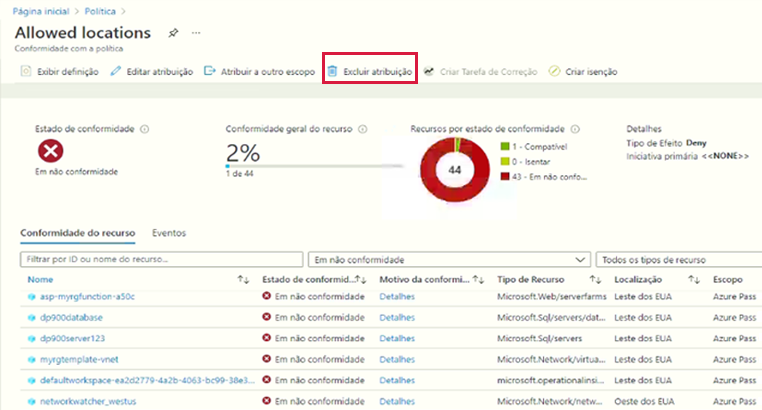 Página inicial > Política >
Allowed locations
Conformidade com a política
Exibir definição Editar atribuição Atribuir a outro escopo Excluir atribuição Criar Tarefa de Correção Criar isenção
Estado de conformidade
Em não conformidade
Conformidade geral do recurso
2%
1 de 44
Recursos por estado de conformidade
44
1 - Compatível
0 - Isentar
43 - Em não confo...
Detalhes
Tipo de Efeito Deny
Iniciativa primária <<NONE>>
Conformidade do recurso Eventos
Filtrar por ID ou nome do recurso... Em não conformidade Todos os tipos de recurso
Nome Estado de conformid... Motivo da conformi... Tipo de Recurso Localização Escopo
asp-myrgfunction-a50c Em não conformidade Detalhes Microsoft.Web/serverfarms Leste dos EUA Azure Pass
dp900database Em não conformidade Detalhes Microsoft.Sql/servers/dat... Leste dos EUA Azure Pass
dp900server123 Em não conformidade Detalhes Microsoft.Sql/servers Leste dos EUA Azure Pass
myrgtemplate-vnet Em não conformidade Detalhes Microsoft.Network/virtua... Leste dos EUA Azure Pass
defaultworkspace-ea2d2779-4a2b-4063-bc99-38e3... Em não conformidade Detalhes microsoft.operationalinsi... Leste dos EUA Azure Pass
networkwatcher_westus Em não conformidade Detalhes Microsoft.Network/netw... Oeste dos EUA Azure Pass